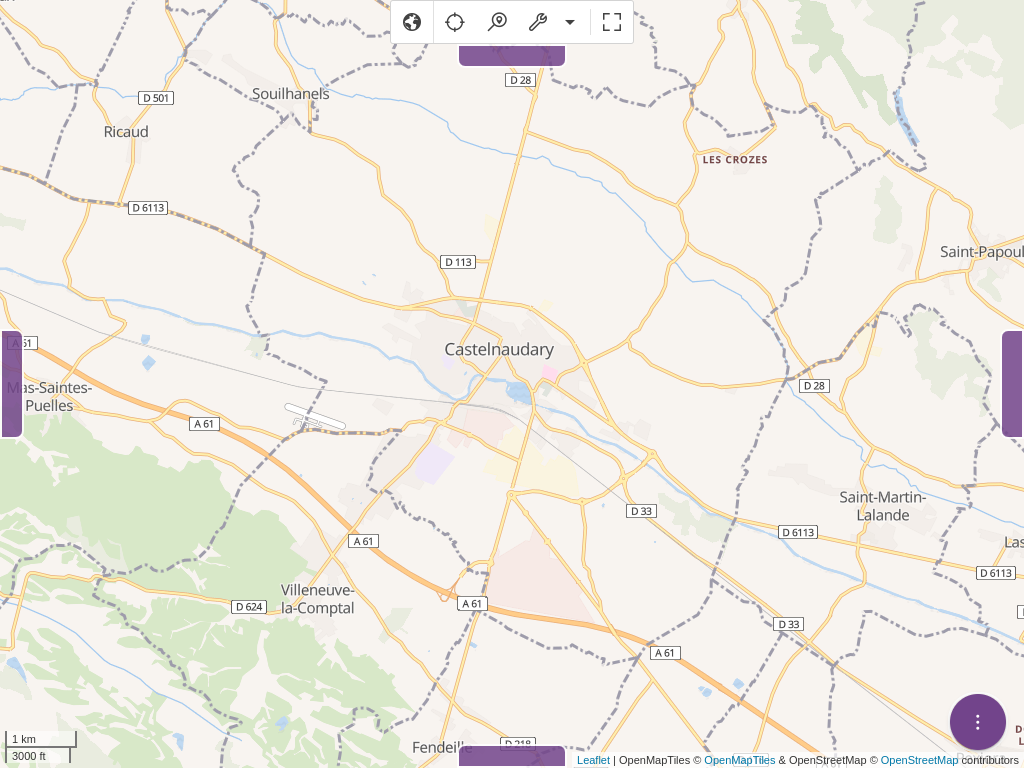 D 28
Souilhanels
D 501
Ricaud
LES CROZES
D 6113
Saint-Papoul
D 113
A 61
Castelnaudary
Mas-Saintes-
Puelles
D 28
A 61
Saint-Martin-
Lalande
D 33
D 6113
A 61
Las
D 6113
Villeneuve-
la-Comptal
D 624
A 61
D 33
A 61
1 km
3000 ft
Fendeille
D 218
Leaflet | OpenMapTiles © OpenMapTiles & OpenStreetMap © OpenStreetMap contributors